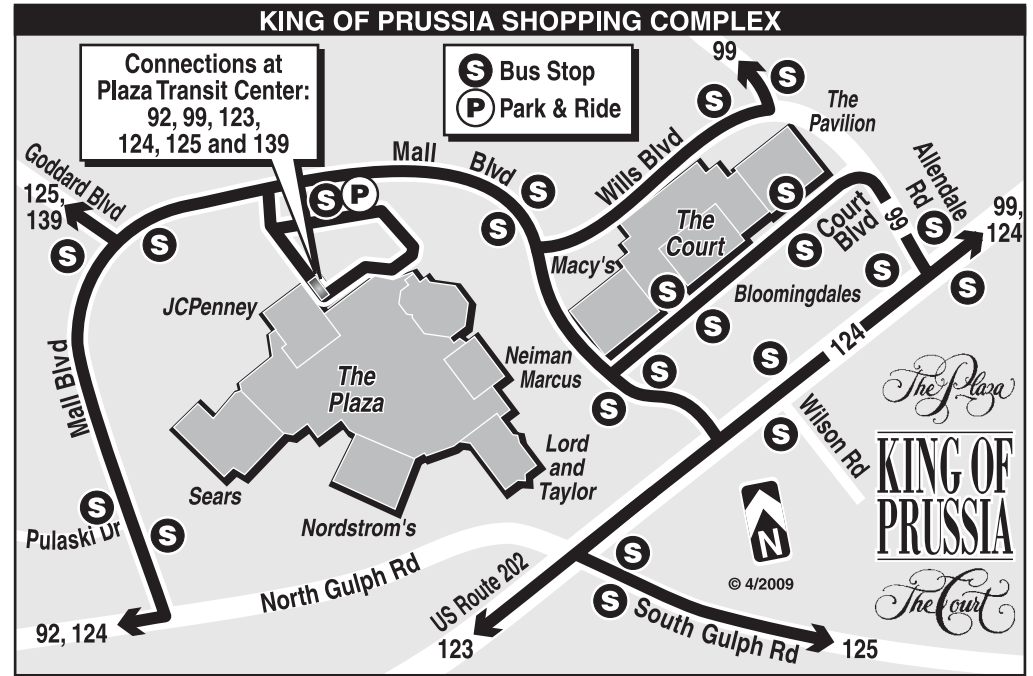 KING OF PRUSSIA SHOPPING COMPLEX
Connections at
Plaza Transit Center:
92, 99, 123,
124, 125 and 139
S Bus Stop
P Park & Ride
99
S
S
The
Pavilion
Goddard Blvd
125,
139
S
S
Mall Blvd
S P
S
S
Wills Blvd
Allendale
Rd
99,
124
S
S
The
Court
S
Court
Blvd
99
S
S
Macy's
S
Bloomingdales
S
JCPenney
Neiman
Marcus
S
S
S
124
The
Plaza
The Plaza
Mall Blvd
S
Wilson Rd
Lord
and
Taylor
Sears
Nordstrom's
KING OF
PRUSSIA
S
Pulaski Dr
S
N
© 4/2009
The Court
North Gulph Rd
US Route 202
S
S
South Gulph Rd
92, 124
123
125